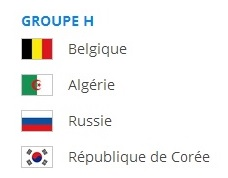 GROUPE H
Belgique
Algérie
Russie
République de Corée